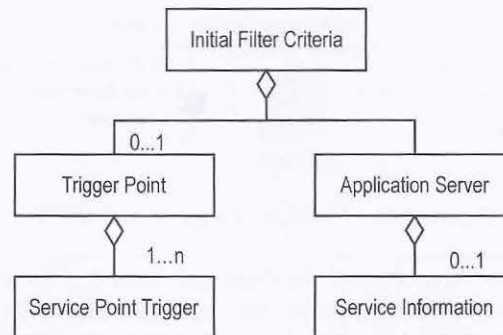 Initial Filter Criteria
0...1
Trigger Point
Application Server
1...n
0...1
Service Point Trigger
Service Information